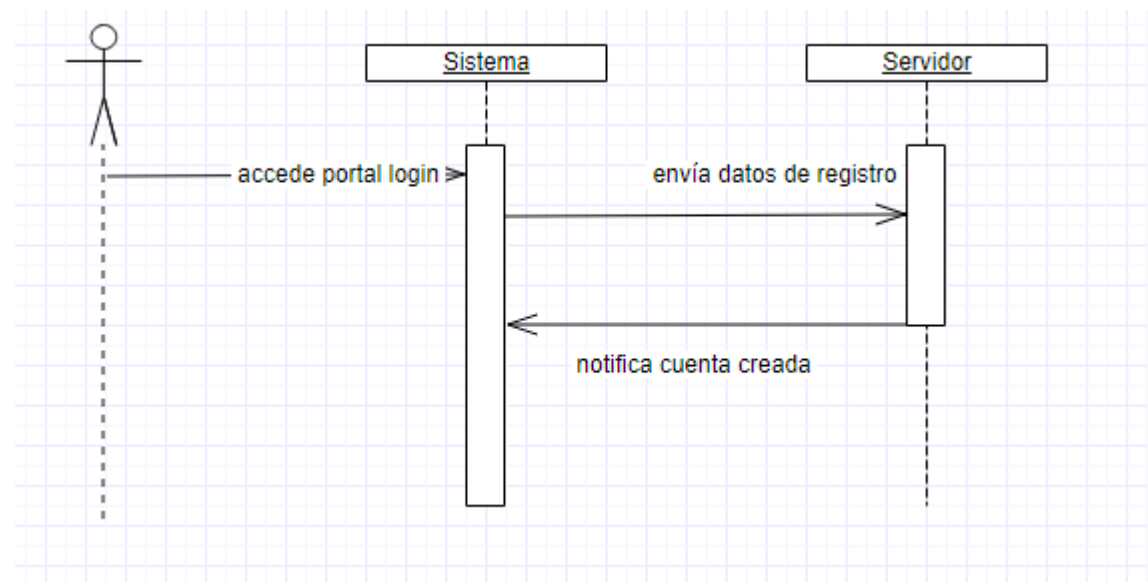 Sistema
Servidor
accede portal login
envía datos de registro
notifica cuenta creada